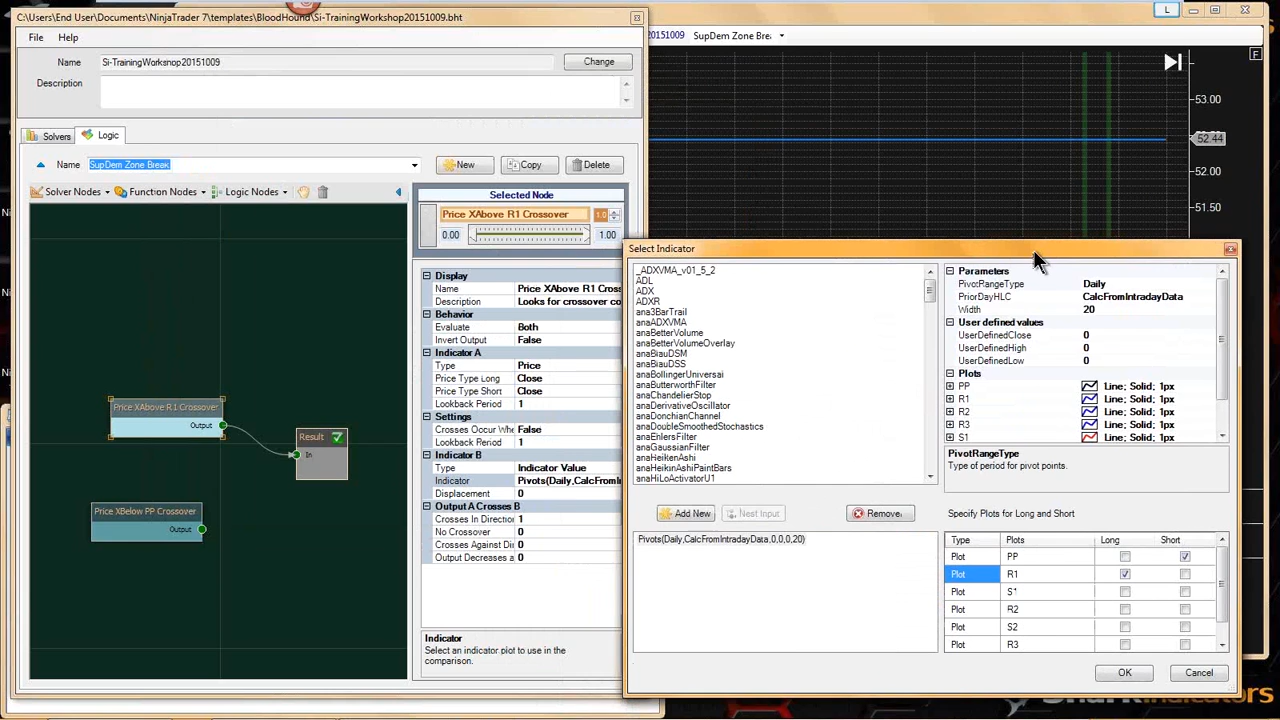 C:\Users\End User\Documents\NinjaTrader 7\templates\BloodHound\Si-TrainingWorkshop20151009.bht
File Help
Name Si-TrainingWorkshop20151009 Change
Description
Solvers Logic
Name SupDem Zone Break New Copy Delete
Solver Nodes Function Nodes Logic Nodes
Price XAbove R1 Crossover
Output
Result
In
Price XBelow PP Crossover
Output
Selected Node
Price XAbove R1 Crossover 1.0
0.00 1.00
Display
Name Price XAbove R1 Cross
Description Looks for crossover co
Behavior
Evaluate Both
Invert Output False
Indicator A
Type Price
Price Type Long Close
Price Type Short Close
Lookback Period 1
Settings
Crosses Occur Whe False
Lookback Period 1
Indicator B
Type Indicator Value
Indicator Pivots(Daily,CalcFromI
Displacement 0
Output A Crosses B
Crosses In Direction 1
No Crossover 0
Crosses Against Dir 0
Output Decreases a 0
Indicator
Select an indicator plot to use in the
comparison.
L
20151009 SupDem Zone Brea
F
53.00
52.44
52.00
51.50
Select Indicator
_ADXVMA_v01_5_2
ADL
ADX
ADXR
ana3BarTrail
anaADXVMA
anaBetterVolume
anaBetterVolumeOverlay
anaBiauDSM
anaBiauDSS
anaBollingerUniversal
anaButterworthFilter
anaChandelierStop
anaDerivativeOscillator
anaDonchianChannel
anaDoubleSmoothedStochastics
anaEhlersFilter
anaGaussianFilter
anaHeikenAshi
anaHeikinAshiPaintBars
anaHiLoActivatorU1
Parameters
PivotRangeType Daily
PriorDayHLC CalcFromIntradayData
Width 20
User defined values
UserDefinedClose 0
UserDefinedHigh 0
UserDefinedLow 0
Plots
PP Line; Solid; 1px
R1 Line; Solid; 1px
R2 Line; Solid; 1px
R3 Line; Solid; 1px
S1 Line; Solid; 1px
PivotRangeType
Type of period for pivot points.
Add New Nest Input Remove. Specify Plots for Long and Short
Pivots(Daily,CalcFromIntradayData,0,0,0,20)
Type Plots Long Short
Plot PP
Plot R1
Plot S1
Plot R2
Plot S2
Plot R3
OK Cancel